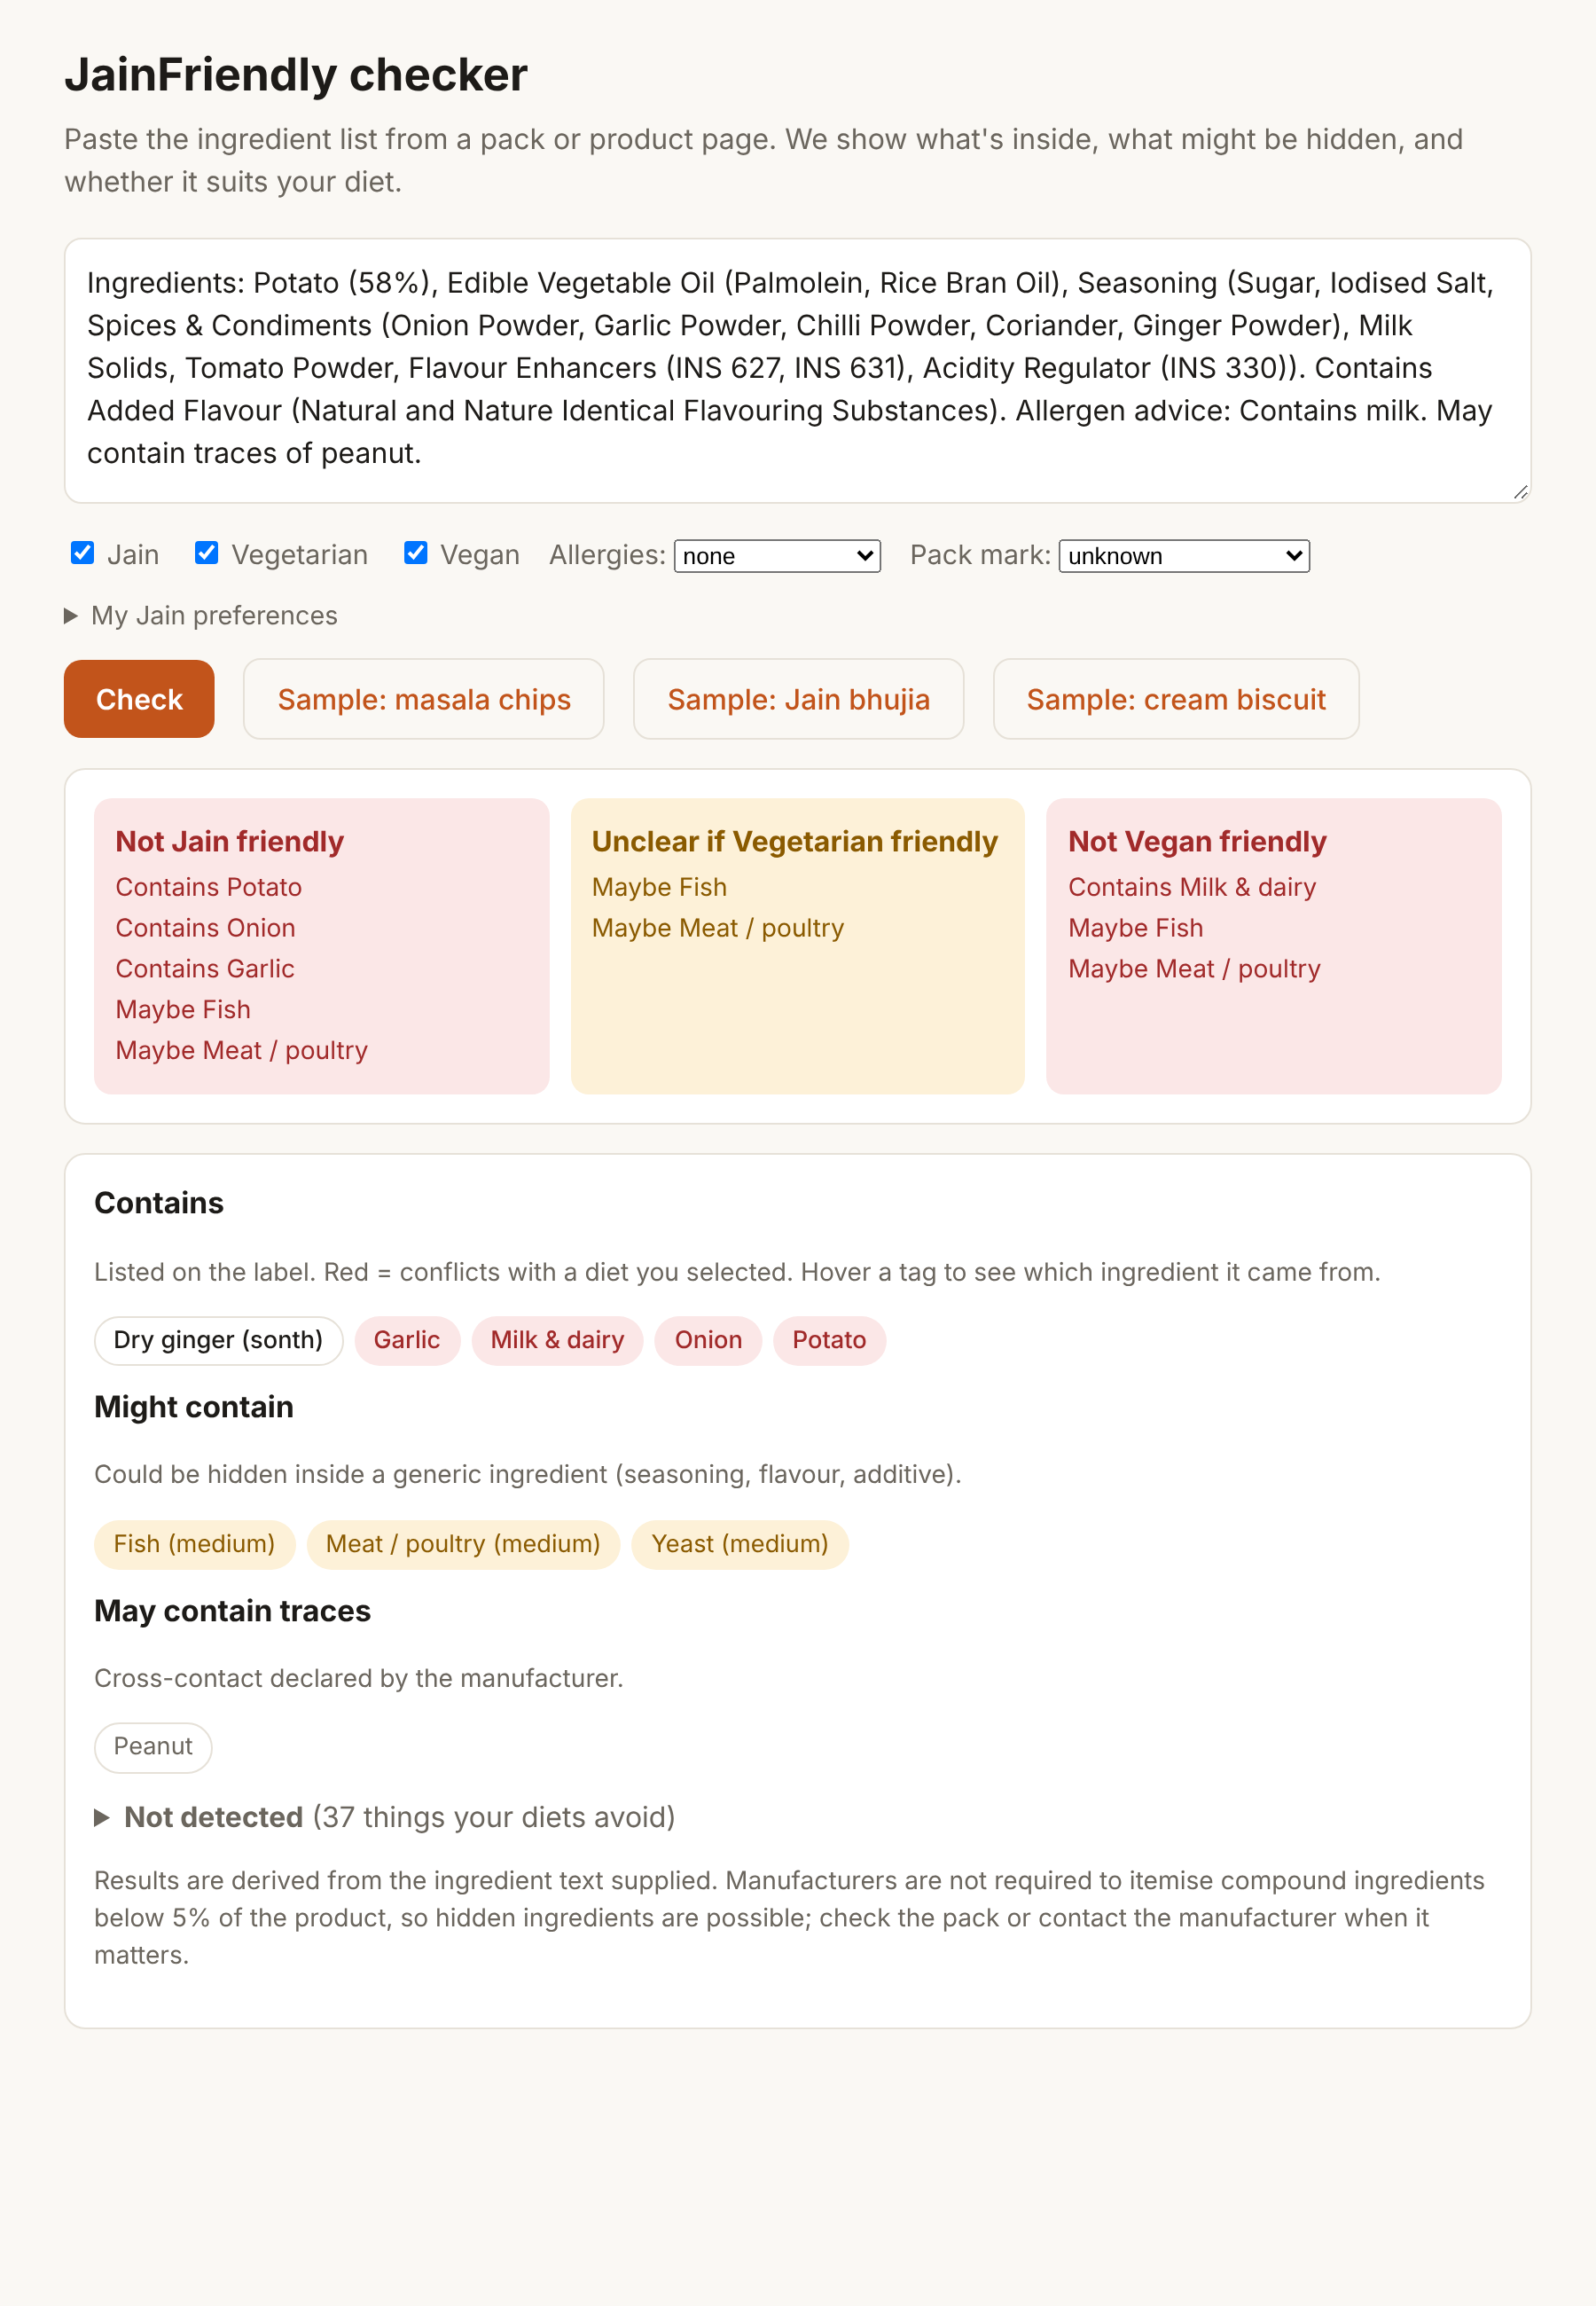 JainFriendly checker
Paste the ingredient list from a pack or product page. We show what's inside, what might be hidden, and
whether it suits your diet.
Ingredients: Potato (58%), Edible Vegetable Oil (Palmolein, Rice Bran Oil), Seasoning (Sugar, Iodised Salt,
Spices & Condiments (Onion Powder, Garlic Powder, Chilli Powder, Coriander, Ginger Powder), Milk
Solids, Tomato Powder, Flavour Enhancers (INS 627, INS 631), Acidity Regulator (INS 330)). Contains
Added Flavour (Natural and Nature Identical Flavouring Substances). Allergen advice: Contains milk. May
contain traces of peanut.
Jain Vegetarian Vegan Allergies: none Pack mark: unknown
My Jain preferences
Check Sample: masala chips Sample: Jain bhujia Sample: cream biscuit
Not Jain friendly
Contains Potato
Contains Onion
Contains Garlic
Maybe Fish
Maybe Meat / poultry
Unclear if Vegetarian friendly
Maybe Fish
Maybe Meat / poultry
Not Vegan friendly
Contains Milk & dairy
Maybe Fish
Maybe Meat / poultry
Contains
Listed on the label. Red = conflicts with a diet you selected. Hover a tag to see which ingredient it came from.
Dry ginger (sonth) Garlic Milk & dairy Onion Potato
Might contain
Could be hidden inside a generic ingredient (seasoning, flavour, additive).
Fish (medium) Meat / poultry (medium) Yeast (medium)
May contain traces
Cross-contact declared by the manufacturer.
Peanut
Not detected (37 things your diets avoid)
Results are derived from the ingredient text supplied. Manufacturers are not required to itemise compound ingredients
below 5% of the product, so hidden ingredients are possible; check the pack or contact the manufacturer when it
matters.